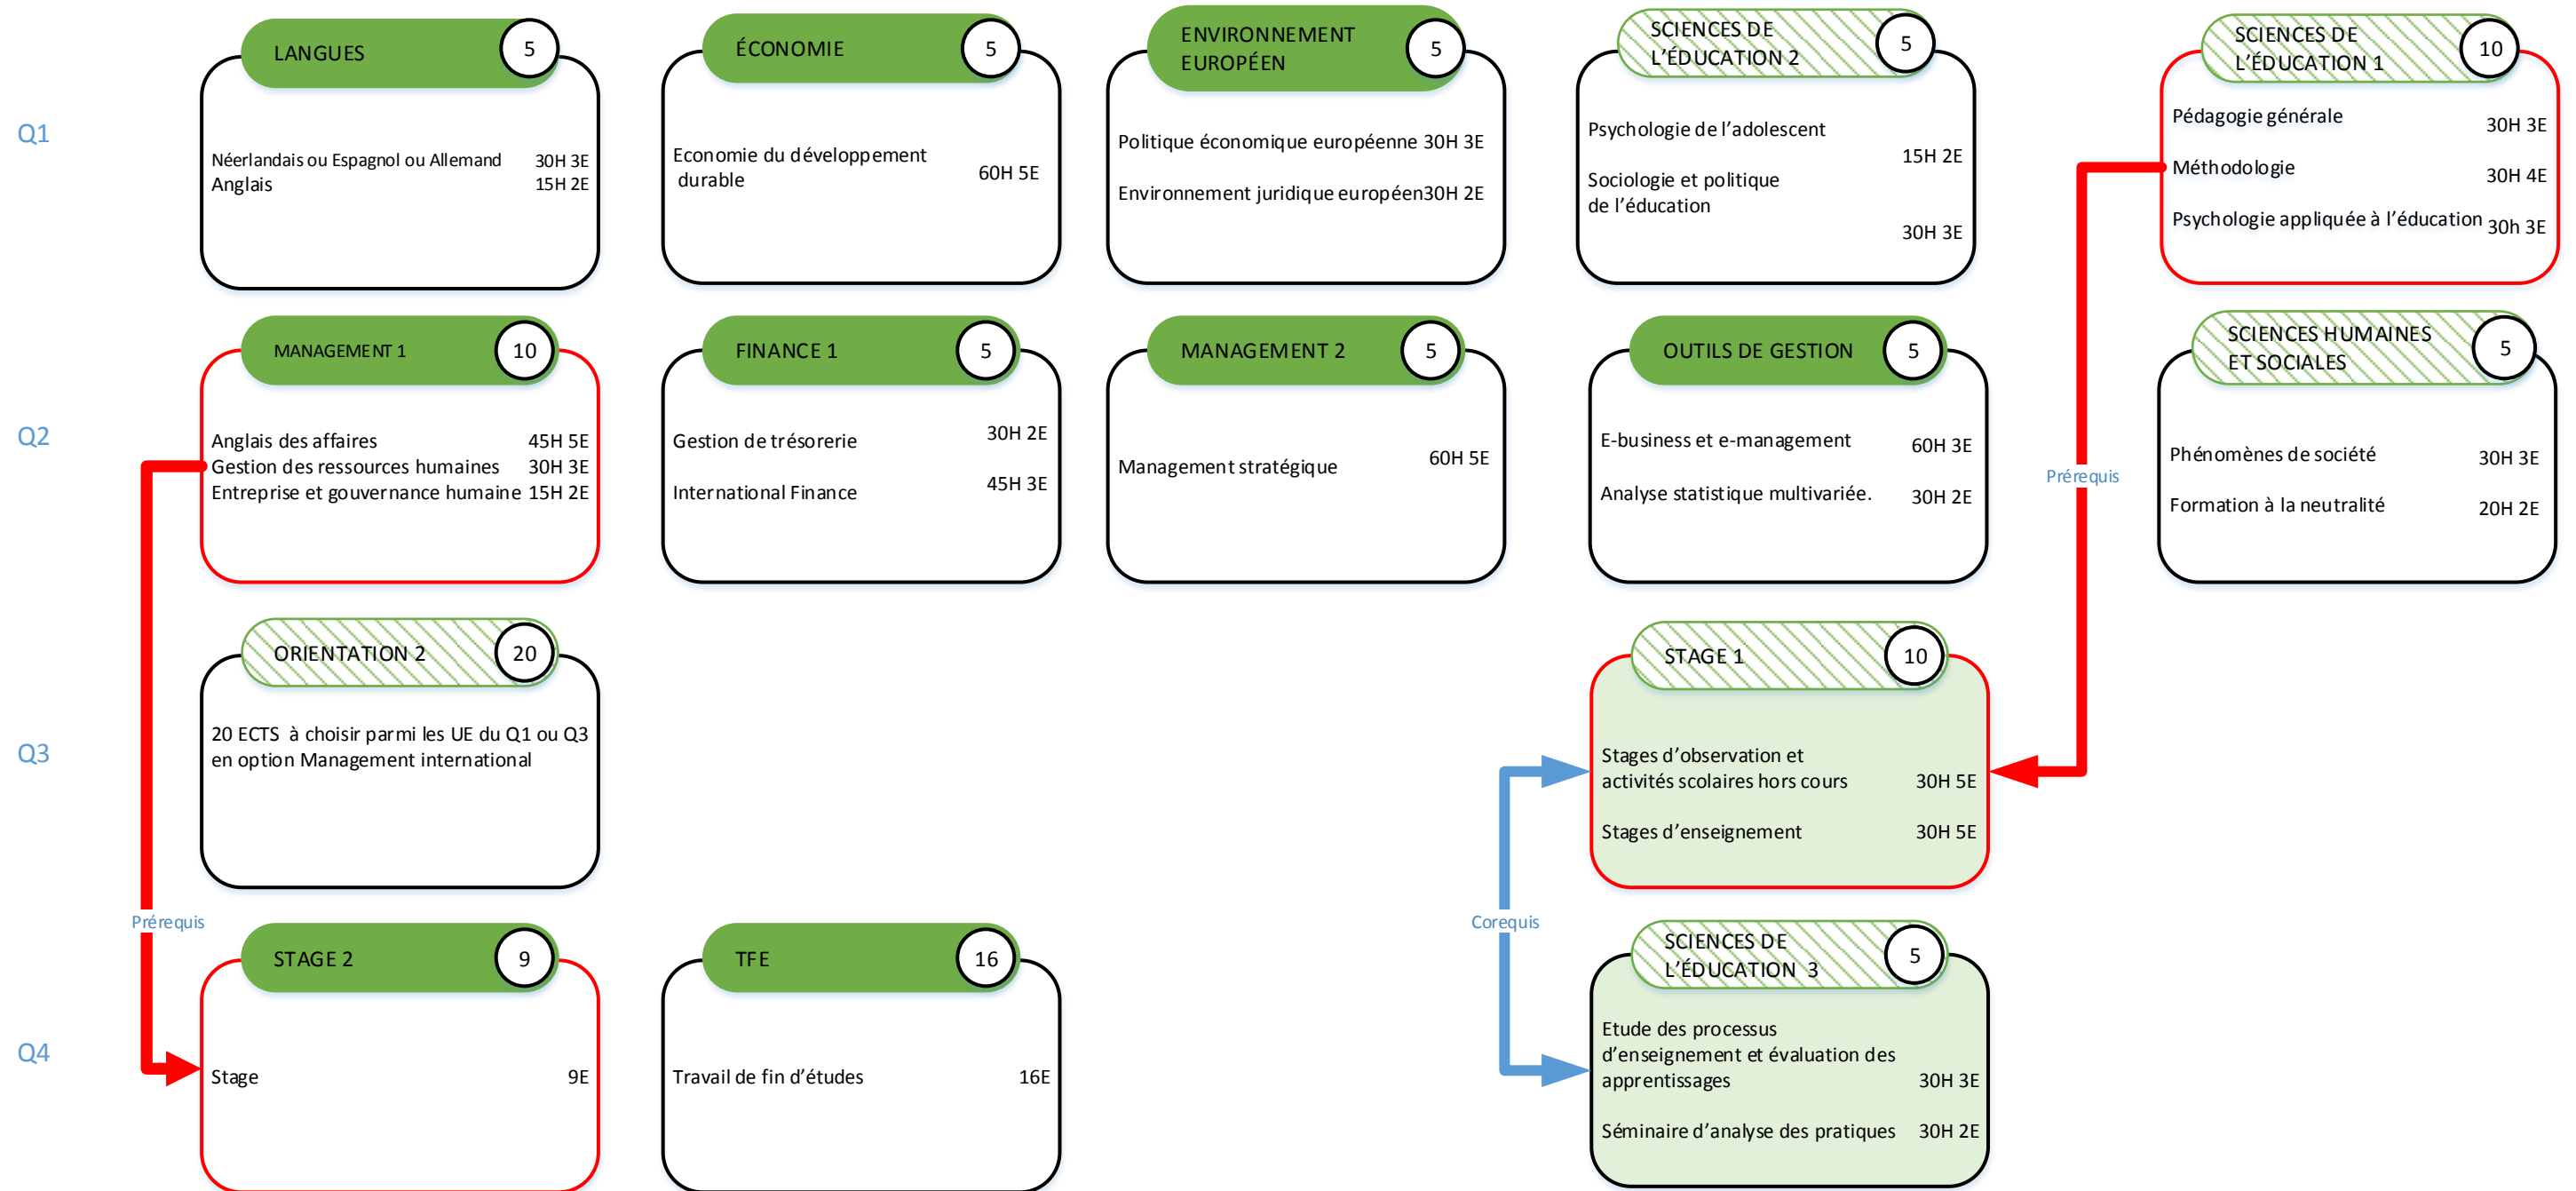 Q1
LANGUES 5
Néerlandais ou Espagnol ou Allemand 30H 3E
Anglais 15H 2E
ÉCONOMIE 5
Economie du développement
durable 60H 5E
ENVIRONNEMENT
EUROPÉEN 5
Politique économique européenne 30H 3E
Environnement juridique européen 30H 2E
SCIENCES DE
L’ÉDUCATION 2 5
Psychologie de l’adolescent
15H 2E
Sociologie et politique
de l’éducation
30H 3E
SCIENCES DE
L’ÉDUCATION 1 10
Pédagogie générale 30H 3E
Méthodologie 30H 4E
Psychologie appliquée à l’éducation 30h 3E
Q2
MANAGEMENT 1 10
Anglais des affaires 45H 5E
Gestion des ressources humaines 30H 3E
Entreprise et gouvernance humaine 15H 2E
FINANCE 1 5
Gestion de trésorerie 30H 2E
International Finance 45H 3E
MANAGEMENT 2 5
Management stratégique 60H 5E
OUTILS DE GESTION 5
E-business et e-management 60H 3E
Analyse statistique multivariée. 30H 2E
Prérequis
SCIENCES HUMAINES
ET SOCIALES 5
Phénomènes de société 30H 3E
Formation à la neutralité 20H 2E
Q3
ORIENTATION 2 20
20 ECTS à choisir parmi les UE du Q1 ou Q3
en option Management international
STAGE 1 10
Stages d’observation et
activités scolaires hors cours 30H 5E
Stages d’enseignement 30H 5E
Prérequis
Corequis
Q4
STAGE 2 9
Stage 9E
TFE 16
Travail de fin d’études 16E
SCIENCES DE
L’ÉDUCATION 3 5
Etude des processus
d’enseignement et évaluation des
apprentissages 30H 3E
Séminaire d’analyse des pratiques 30H 2E